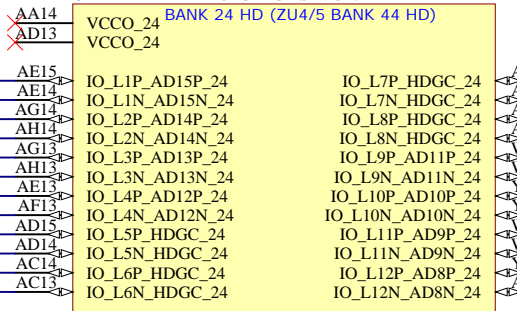 BANK 24 HD (ZU4/5 BANK 44 HD)
AA14 VCCO_24
AD13 VCCO_24
AE15 IO_L1P_AD15P_24 IO_L7P_HDGC_24
AE14 IO_L1N_AD15N_24 IO_L7N_HDGC_24
AG14 IO_L2P_AD14P_24 IO_L8P_HDGC_24
AH14 IO_L2N_AD14N_24 IO_L8N_HDGC_24
AG13 IO_L3P_AD13P_24 IO_L9P_AD11P_24
AH13 IO_L3N_AD13N_24 IO_L9N_AD11N_24
AE13 IO_L4P_AD12P_24 IO_L10P_AD10P_24
AF13 IO_L4N_AD12N_24 IO_L10N_AD10N_24
AD15 IO_L5P_HDGC_24 IO_L11P_AD9P_24
AD14 IO_L5N_HDGC_24 IO_L11N_AD9N_24
AC14 IO_L6P_HDGC_24 IO_L12P_AD8P_24
AC13 IO_L6N_HDGC_24 IO_L12N_AD8N_24